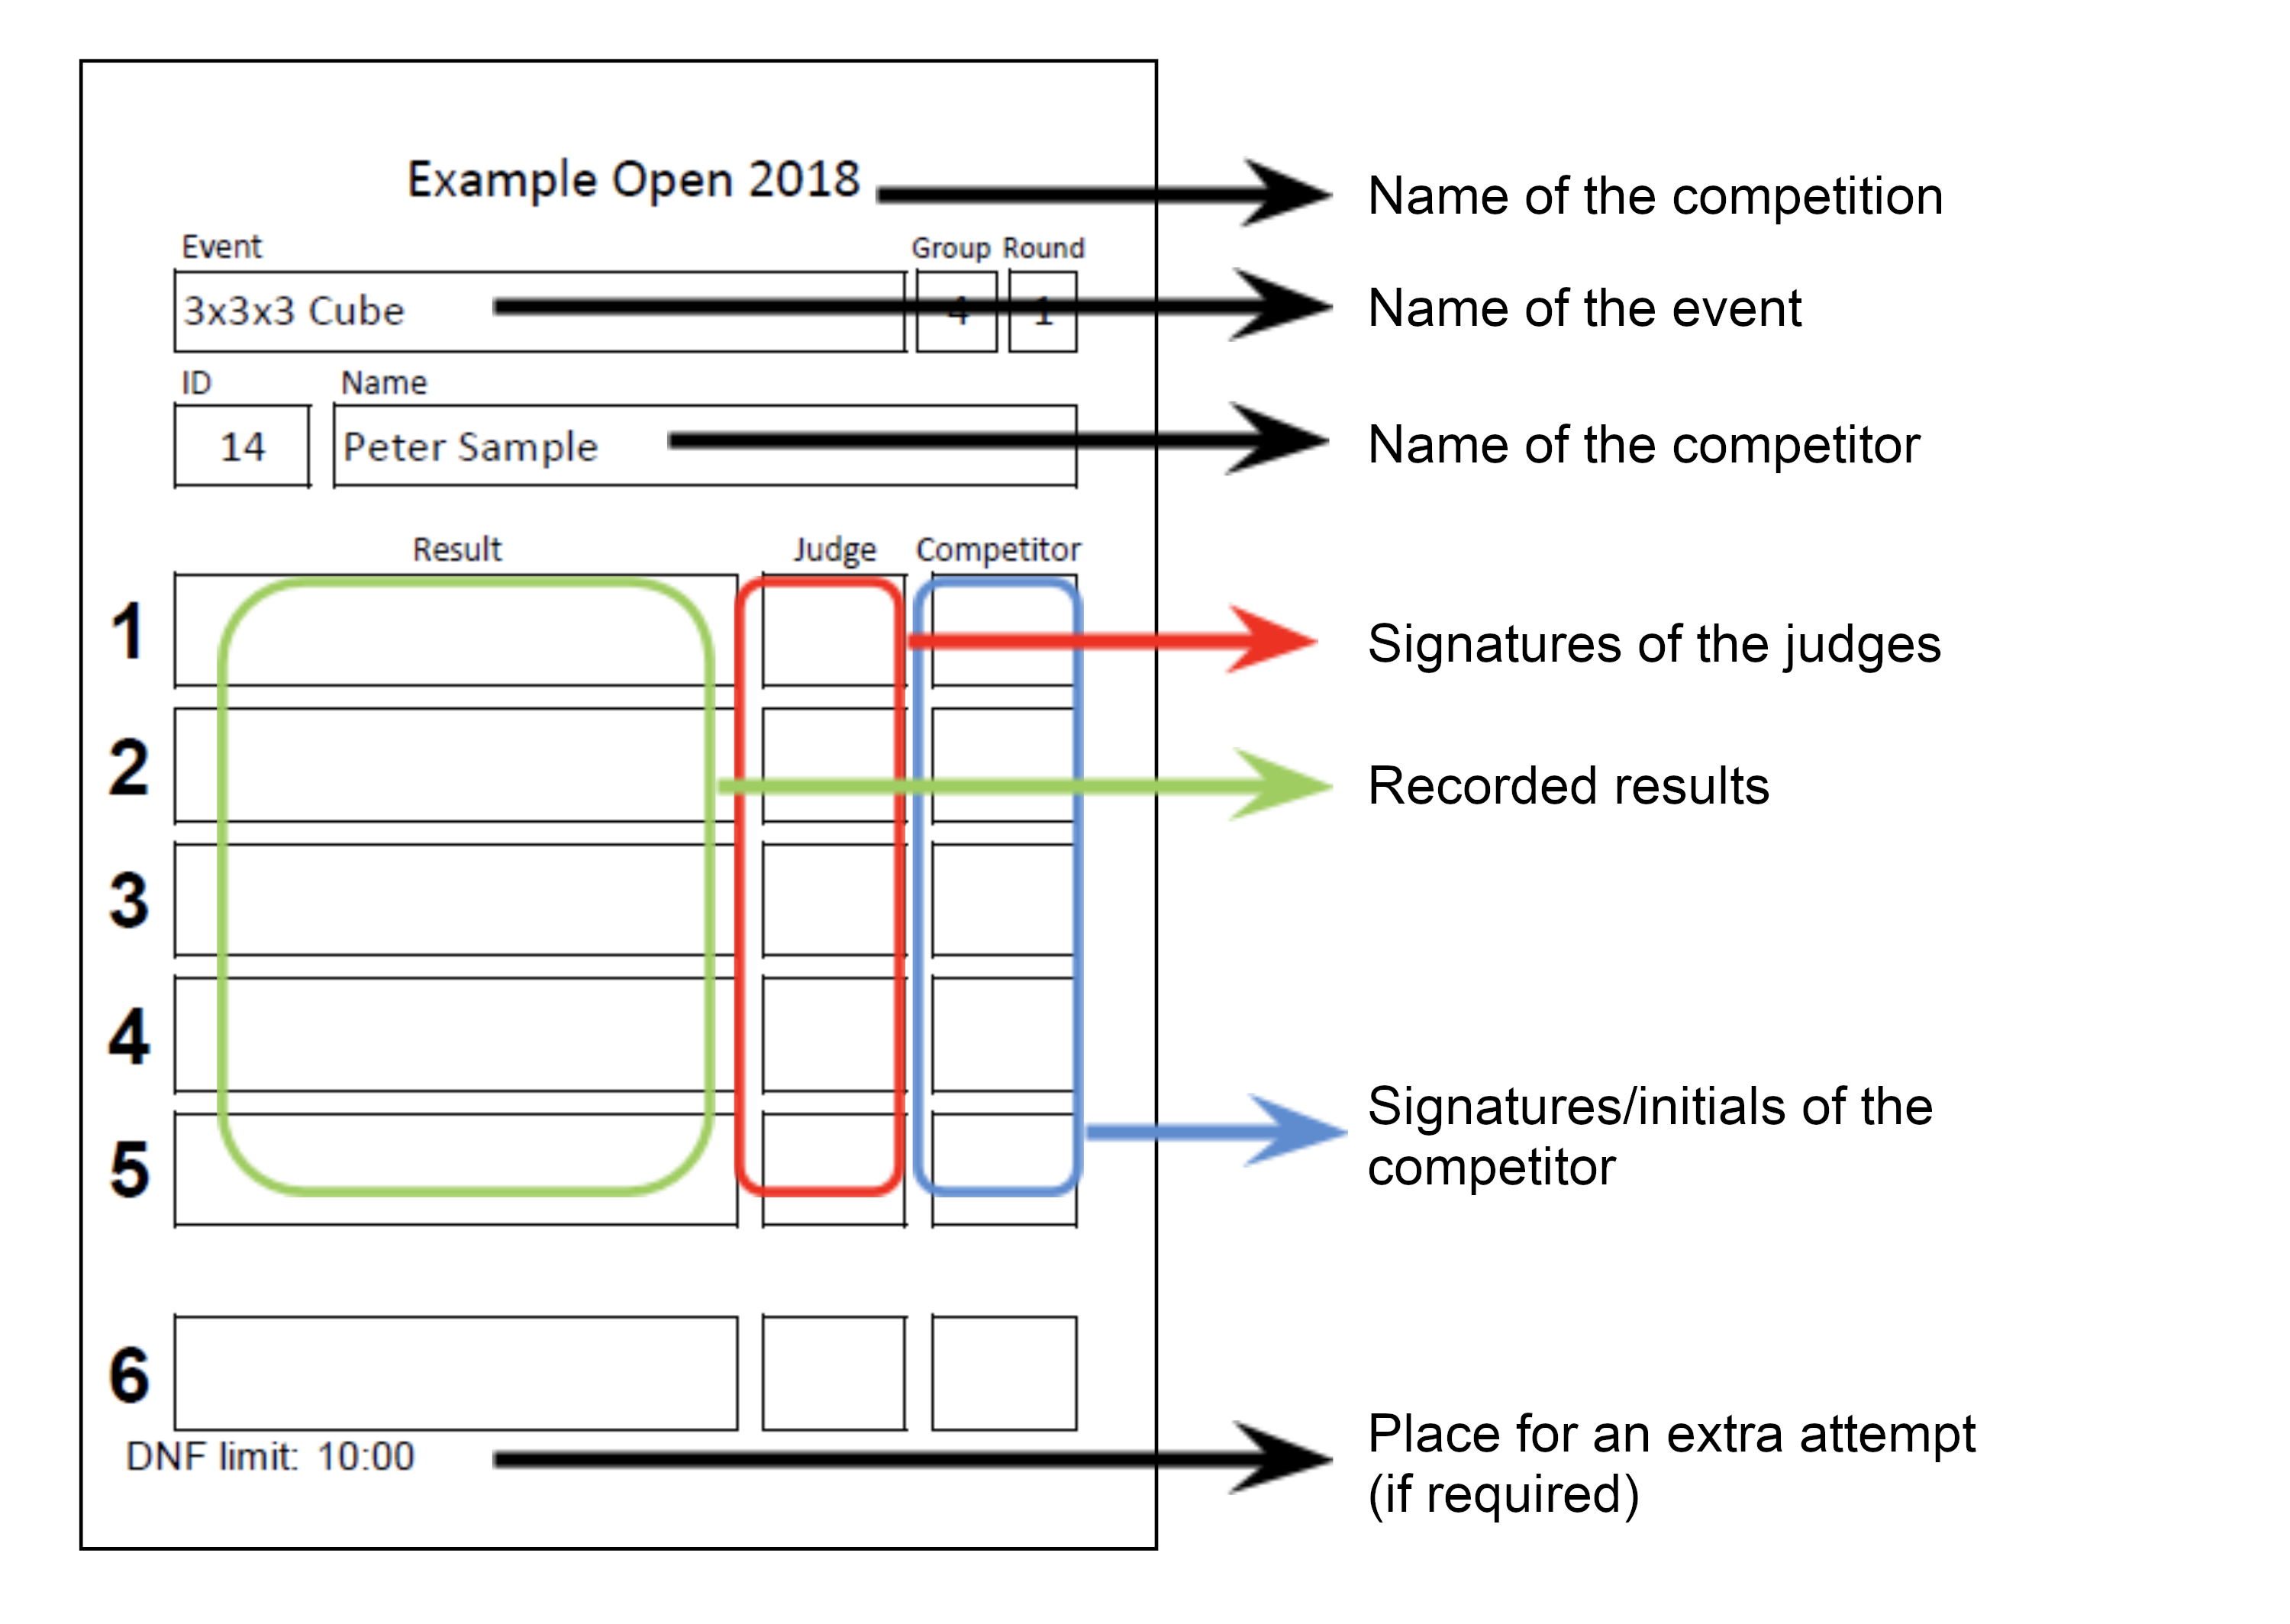 Example Open 2018
Name of the competition
Event
Group
Round
3x3x3 Cube
4
1
Name of the event
ID
Name
14
Peter Sample
Name of the competitor
Result
Judge
Competitor
1
Signatures of the judges
2
Recorded results
3
4
5
Signatures/initials of the
competitor
6
DNF limit: 10:00
Place for an extra attempt
(if required)